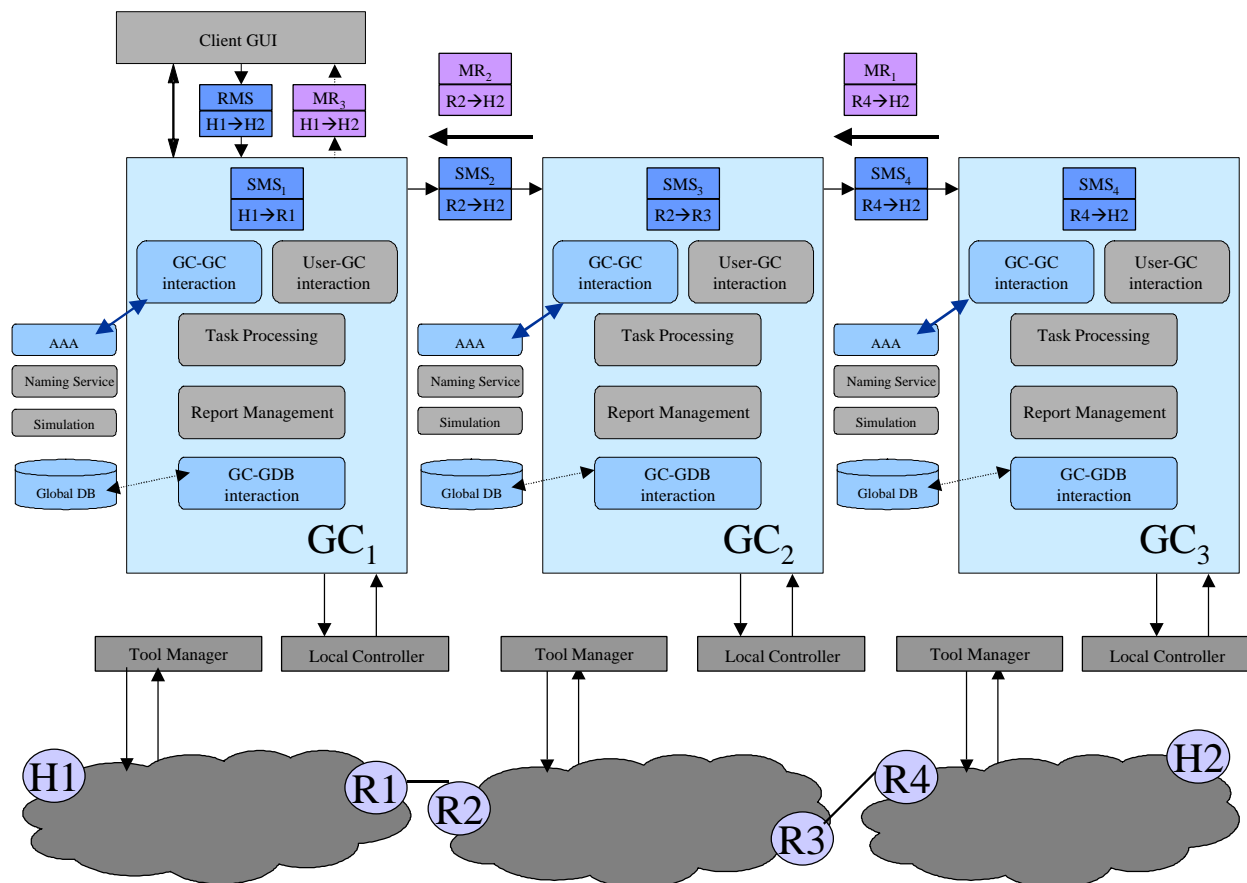 Client GUI
RMS
H1→H2
MR3
H1→H2
MR2
R2→H2
MR1
R4→H2
SMS1
H1→R1
SMS2
R2→H2
SMS3
R2→R3
SMS4
R4→H2
SMS4
R4→H2
GC-GC
interaction
User-GC
interaction
GC-GC
interaction
User-GC
interaction
GC-GC
interaction
User-GC
interaction
AAA
Task Processing
AAA
Task Processing
AAA
Task Processing
Naming Service
Naming Service
Naming Service
Simulation
Report Management
Simulation
Report Management
Simulation
Report Management
Global DB
GC-GDB
interaction
Global DB
GC-GDB
interaction
Global DB
GC-GDB
interaction
GC1
GC2
GC3
Tool Manager
Local Controller
Tool Manager
Local Controller
Tool Manager
Local Controller
H1
R1
R2
R3
R4
H2